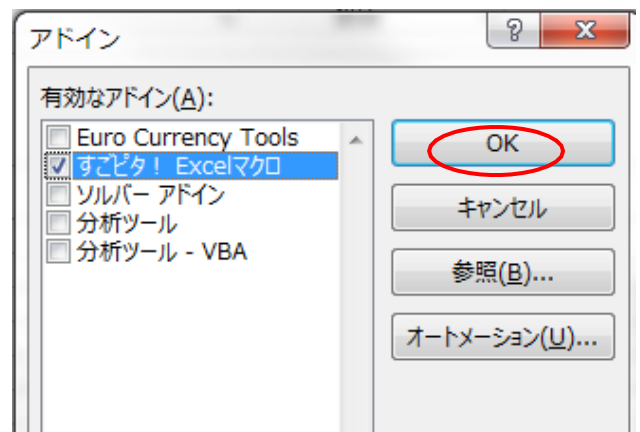 アドイン
有効なアドイン(A):
Euro Currency Tools
すごピタ！ Excelマクロ
ソルバー アドイン
分析ツール
分析ツール - VBA
OK
キャンセル
参照(B)...
オートメーション(U)...